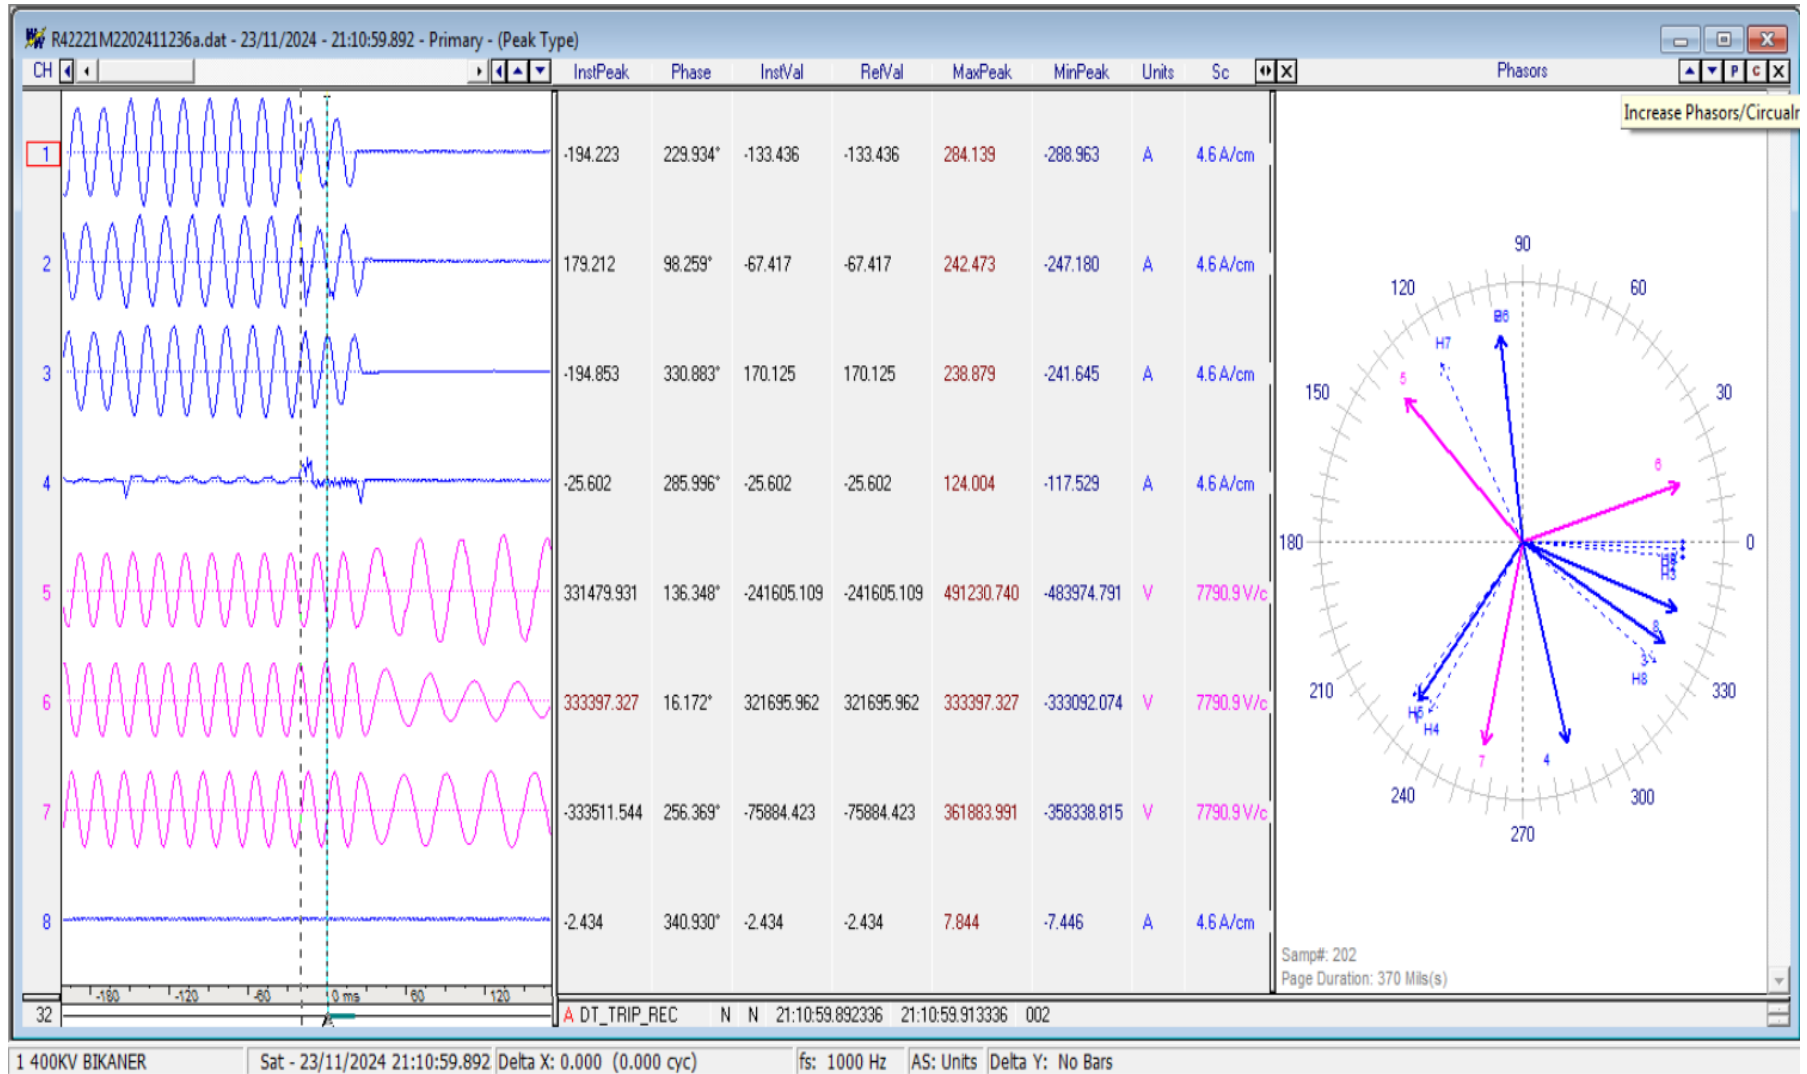 R42221M2202411236a.dat - 23/11/2024 - 21:10:59.892 - Primary - (Peak Type)
CH InstPeak Phase InstVal RefVal MaxPeak MinPeak Units Sc Phasors P C X
Increase Phasors/Circualr
1 -194.223 229.934° -133.436 -133.436 284.139 -288.963 A 4.6 A/cm
2 179.212 98.259° -67.417 -67.417 242.473 -247.180 A 4.6 A/cm
3 -194.853 330.883° 170.125 170.125 238.879 -241.645 A 4.6 A/cm
4 -25.602 285.996° -25.602 -25.602 124.004 -117.529 A 4.6 A/cm
5 331479.931 136.348° -241605.109 -241605.109 491230.740 -483974.791 V 7790.9 V/c
6 333397.327 16.172° 321695.962 321695.962 333397.327 -333092.074 V 7790.9 V/c
7 -333511.544 256.369° -75884.423 -75884.423 361883.991 -358338.815 V 7790.9 V/c
8 -2.434 340.930° -2.434 -2.434 7.844 -7.446 A 4.6 A/cm
90
120 60
H7
150 5 30
6
180 0
H3
8
3
210 H8 330
H4
7 4
240 300
270
Samp#: 202
Page Duration: 370 Mils(s)
-180 -120 -60 0 ms 60 120
32 A DT_TRIP_REC N N 21:10:59.892336 21:10:59.913336 002
1 400KV BIKANER Sat - 23/11/2024 21:10:59.892 Delta X: 0.000 (0.000 cyc) fs: 1000 Hz AS: Units Delta Y: No Bars